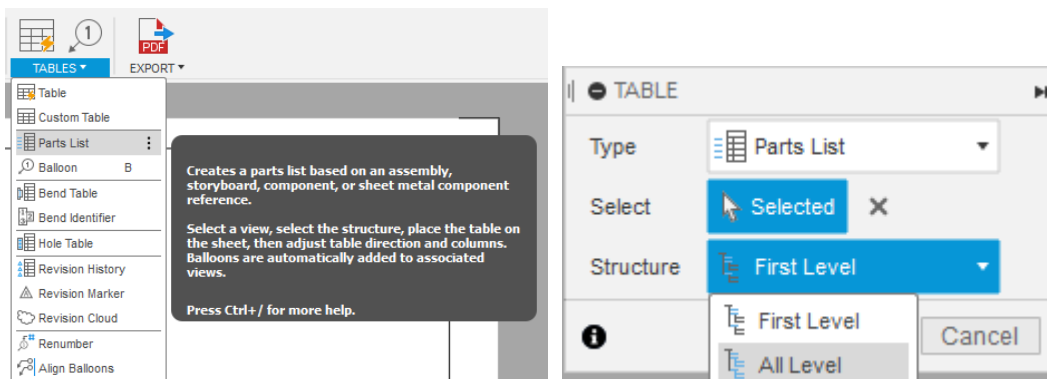 1
PDF
TABLES
EXPORT
Table
Custom Table
Parts List
Balloon B
Bend Table
Bend Identifier
Hole Table
Revision History
Revision Marker
Revision Cloud
Renumber
Align Balloons
Creates a parts list based on an assembly,
storyboard, component, or sheet metal component
reference.
Select a view, select the structure, place the table on
the sheet, then adjust table direction and columns.
Balloons are automatically added to associated
views.
Press Ctrl+/ for more help.
TABLE
Type Parts List
Select Selected
Structure First Level
First Level
Cancel
All Level